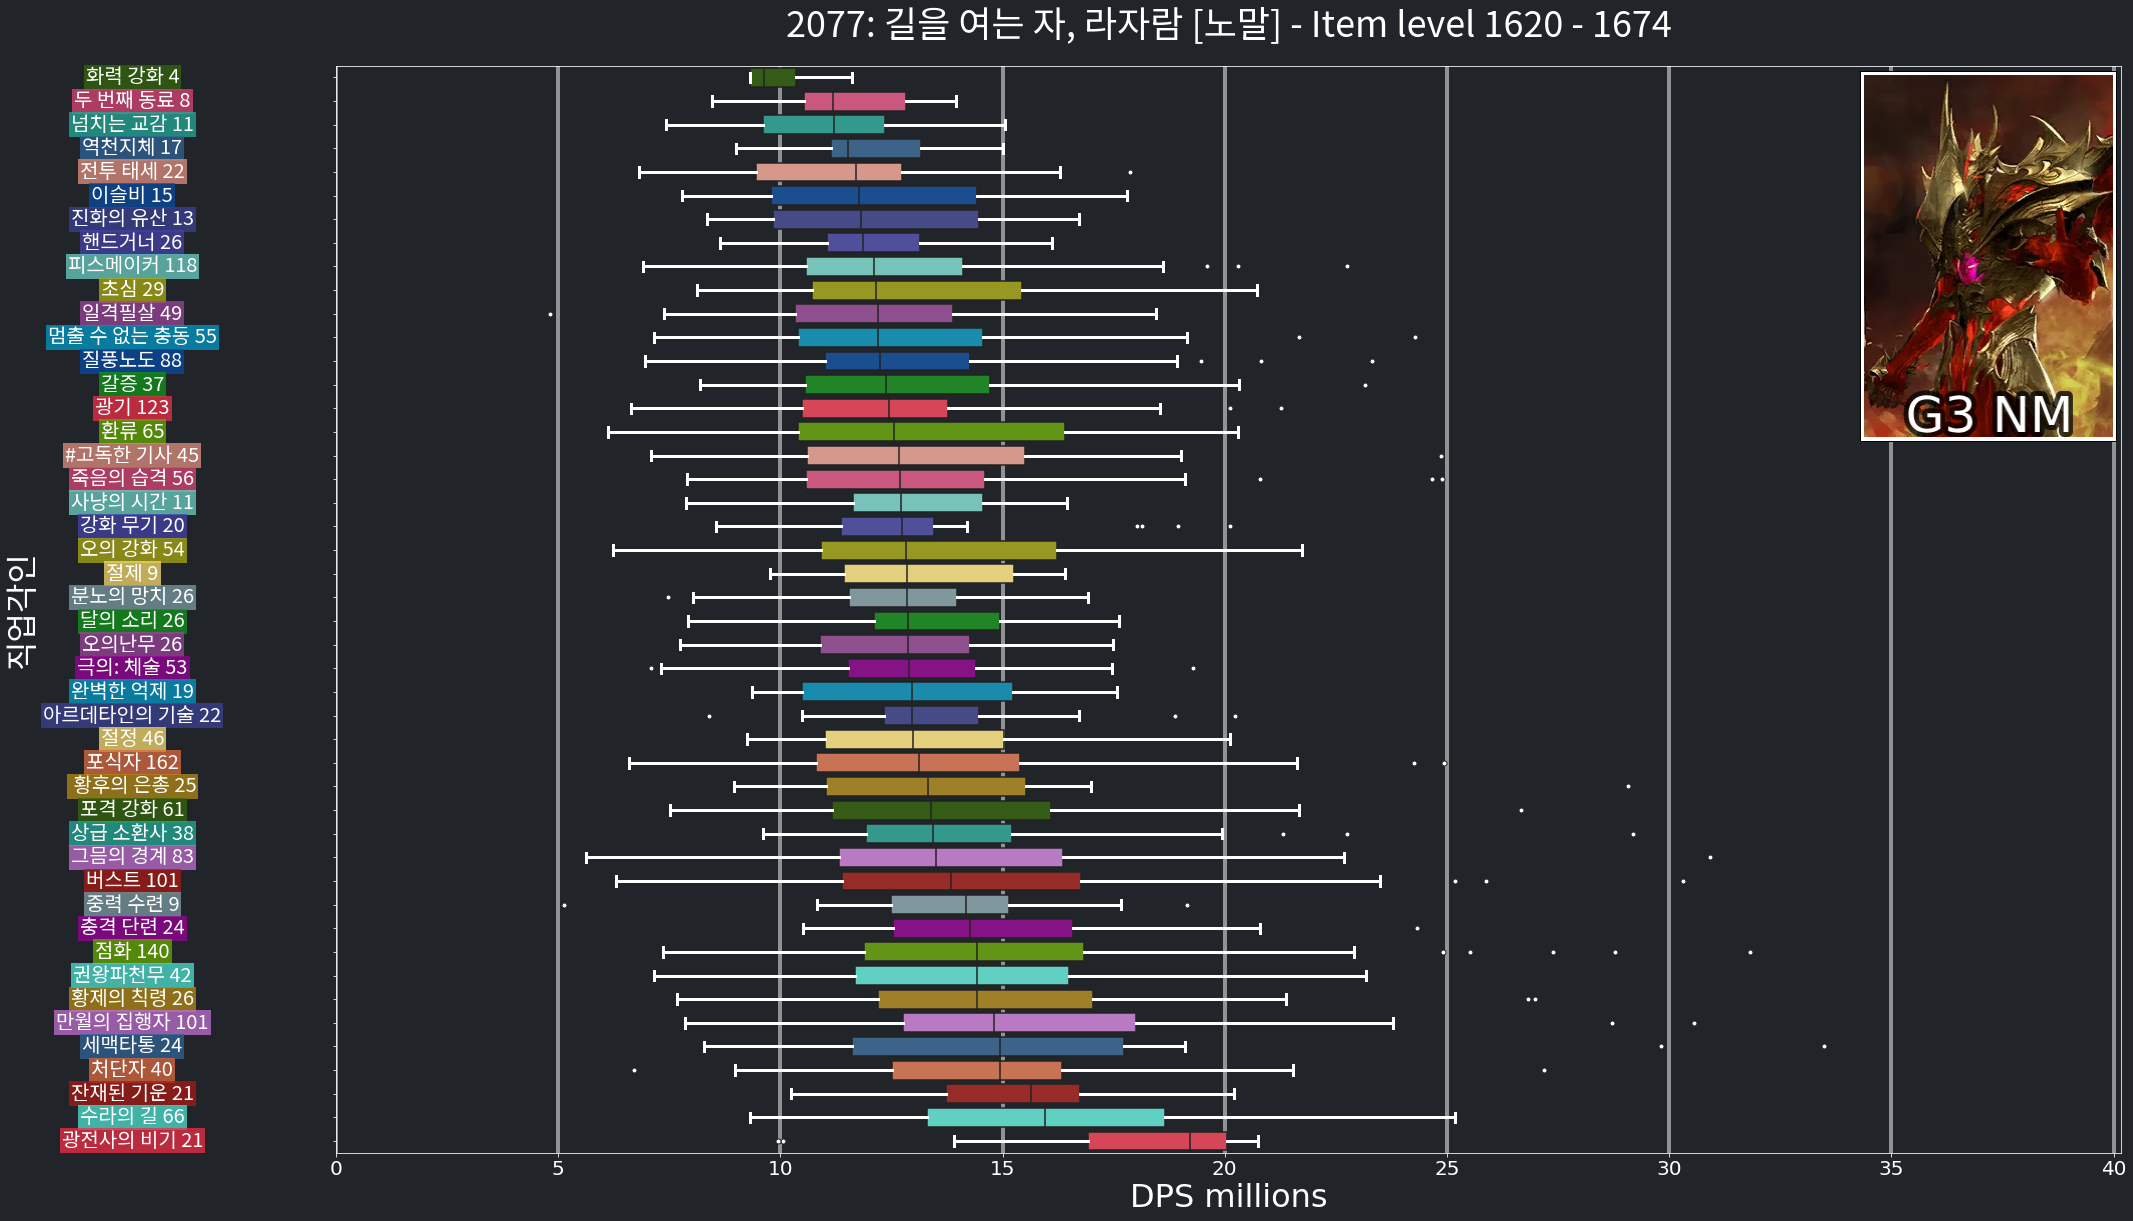 2077: 길을 여는 자, 라자람 [노말] - Item level 1620 - 1674
화력 강화 4
두 번째 동료 8
넘치는 교감 11
역천지체 17
전투 태세 22
이슬비 15
진화의 유산 13
핸드거너 26
피스메이커 118
초심 29
일격필살 49
멈출 수 없는 충동 55
질풍노도 88
갈증 37
광기 123
환류 65
#고독한 기사 45
죽음의 습격 56
사냥의 시간 11
강화 무기 20
오의 강화 54
절제 9
분노의 망치 26
달의 소리 26
오의난무 26
극의: 체술 53
완벽한 억제 19
아르데타인의 기술 22
절정 46
포식자 162
황후의 은총 25
포격 강화 61
상급 소환사 38
그믐의 경계 83
버스트 101
중력 수련 9
충격 단련 24
점화 140
권왕파천무 42
황제의 칙령 26
만월의 집행자 101
세맥타통 24
처단자 40
잔재된 기운 21
수라의 길 66
광전사의 비기 21
직업각인
G3 NM
0 5 10 15 20 25 30 35 40
DPS millions